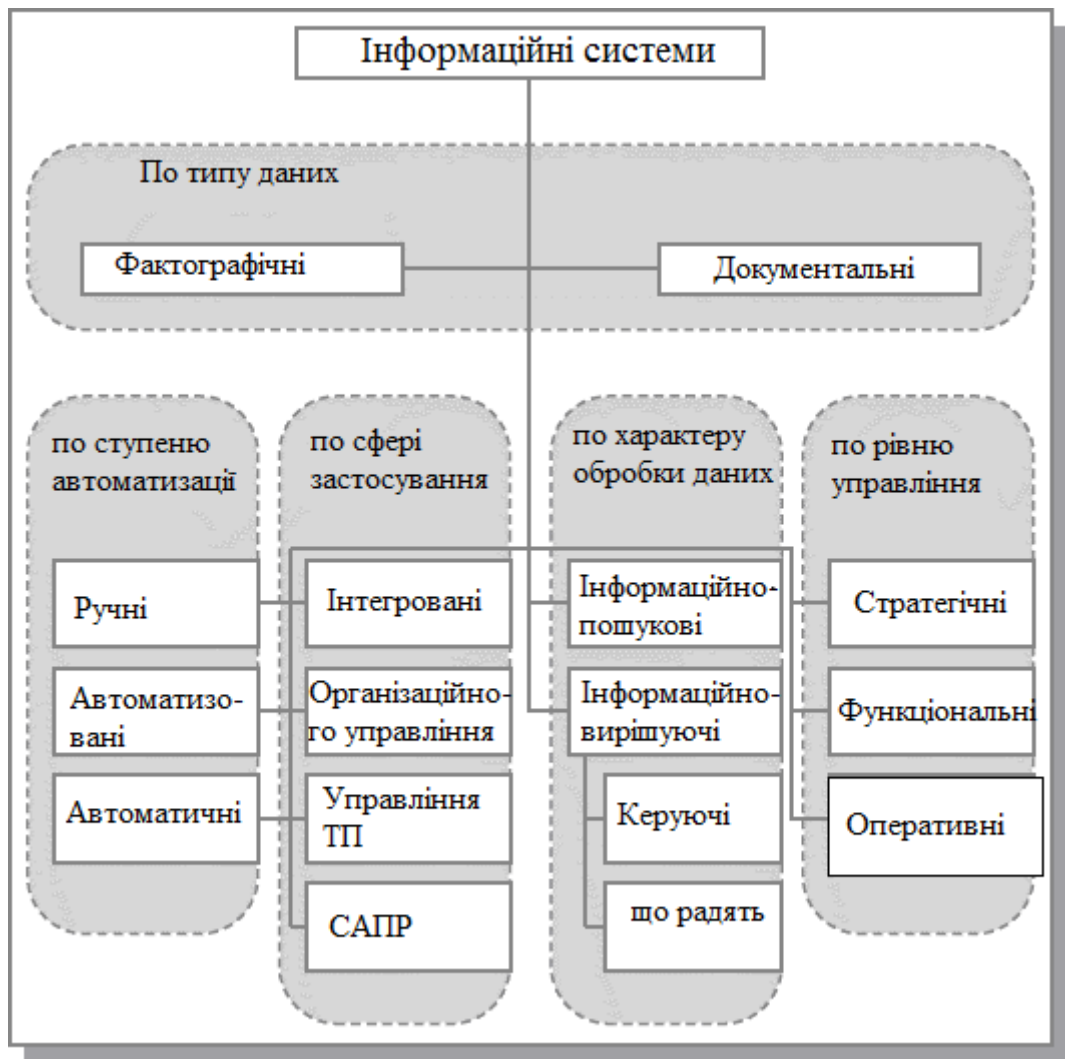 Інформаційні системи
По типу даних
Фактографічні
Документальні
по ступеню
автоматизації
Ручні
Автоматизо-
вані
Автоматичні
по сфері
застосування
Інтегровані
Організаційно-
го управління
Управління
ТП
САПР
по характеру
обробки даних
Інформаційно-
пошукові
Інформаційно-
вирішуючі
Керуючі
що радять
по рівню
управління
Стратегічні
Функціональні
Оперативні